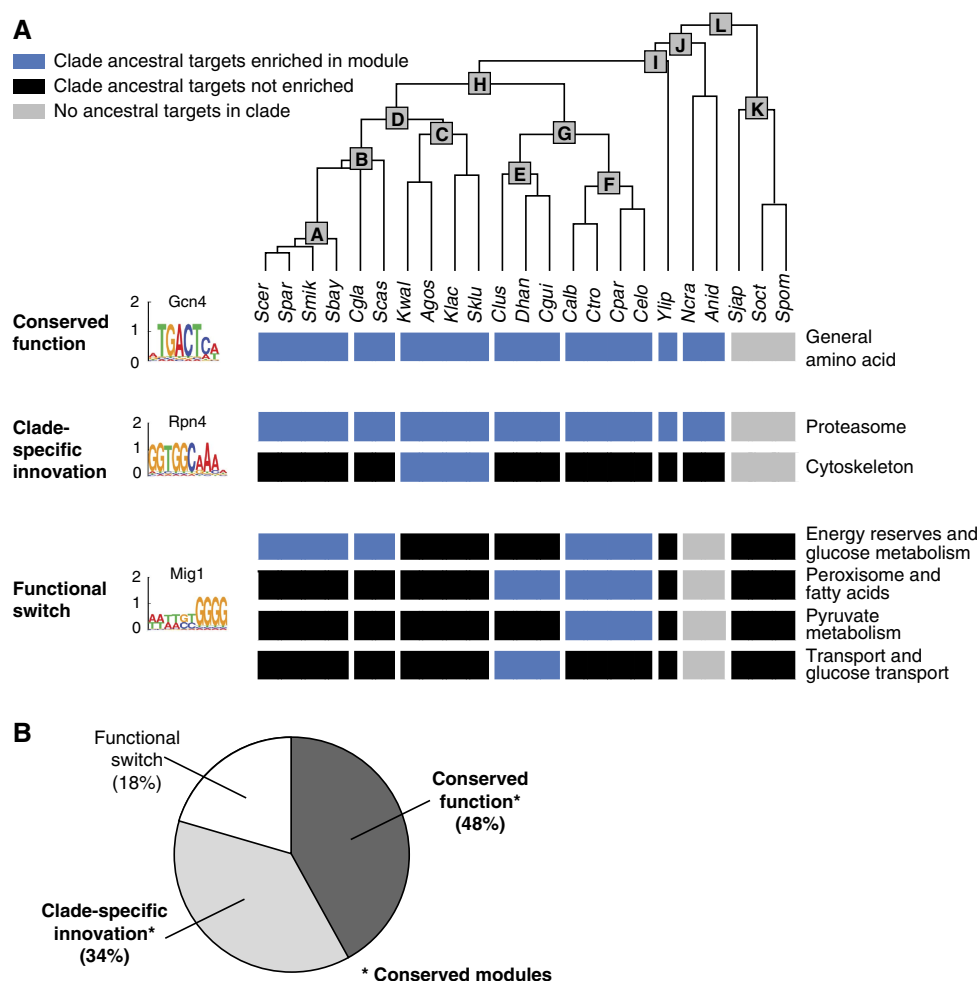 A
Clade ancestral targets enriched in module
Clade ancestral targets not enriched
No ancestral targets in clade
L
J
I
H
K
D
C
G
B
E
F
A
Scer
Spar
Smik
Sbay
Cgla
Scas
Kwal
Agos
Klac
Sklu
Clus
Dhan
Cgui
Calb
Ctro
Cpar
Celo
Ylip
Ncra
Anid
Sjap
Soct
Spom
Conserved
function
2
1
0
Gcn4
TGACTCA
General
amino acid
Clade-
specific
innovation
2
1
0
Rpn4
GGTGGCAAA
Proteasome
Cytoskeleton
Functional
switch
2
1
0
Mig1
GGGG
Energy reserves and
glucose metabolism
Peroxisome and
fatty acids
Pyruvate
metabolism
Transport and
glucose transport
B
Functional
switch
(18%)
Conserved
function*
(48%)
Clade-specific
innovation*
(34%)
* Conserved modules